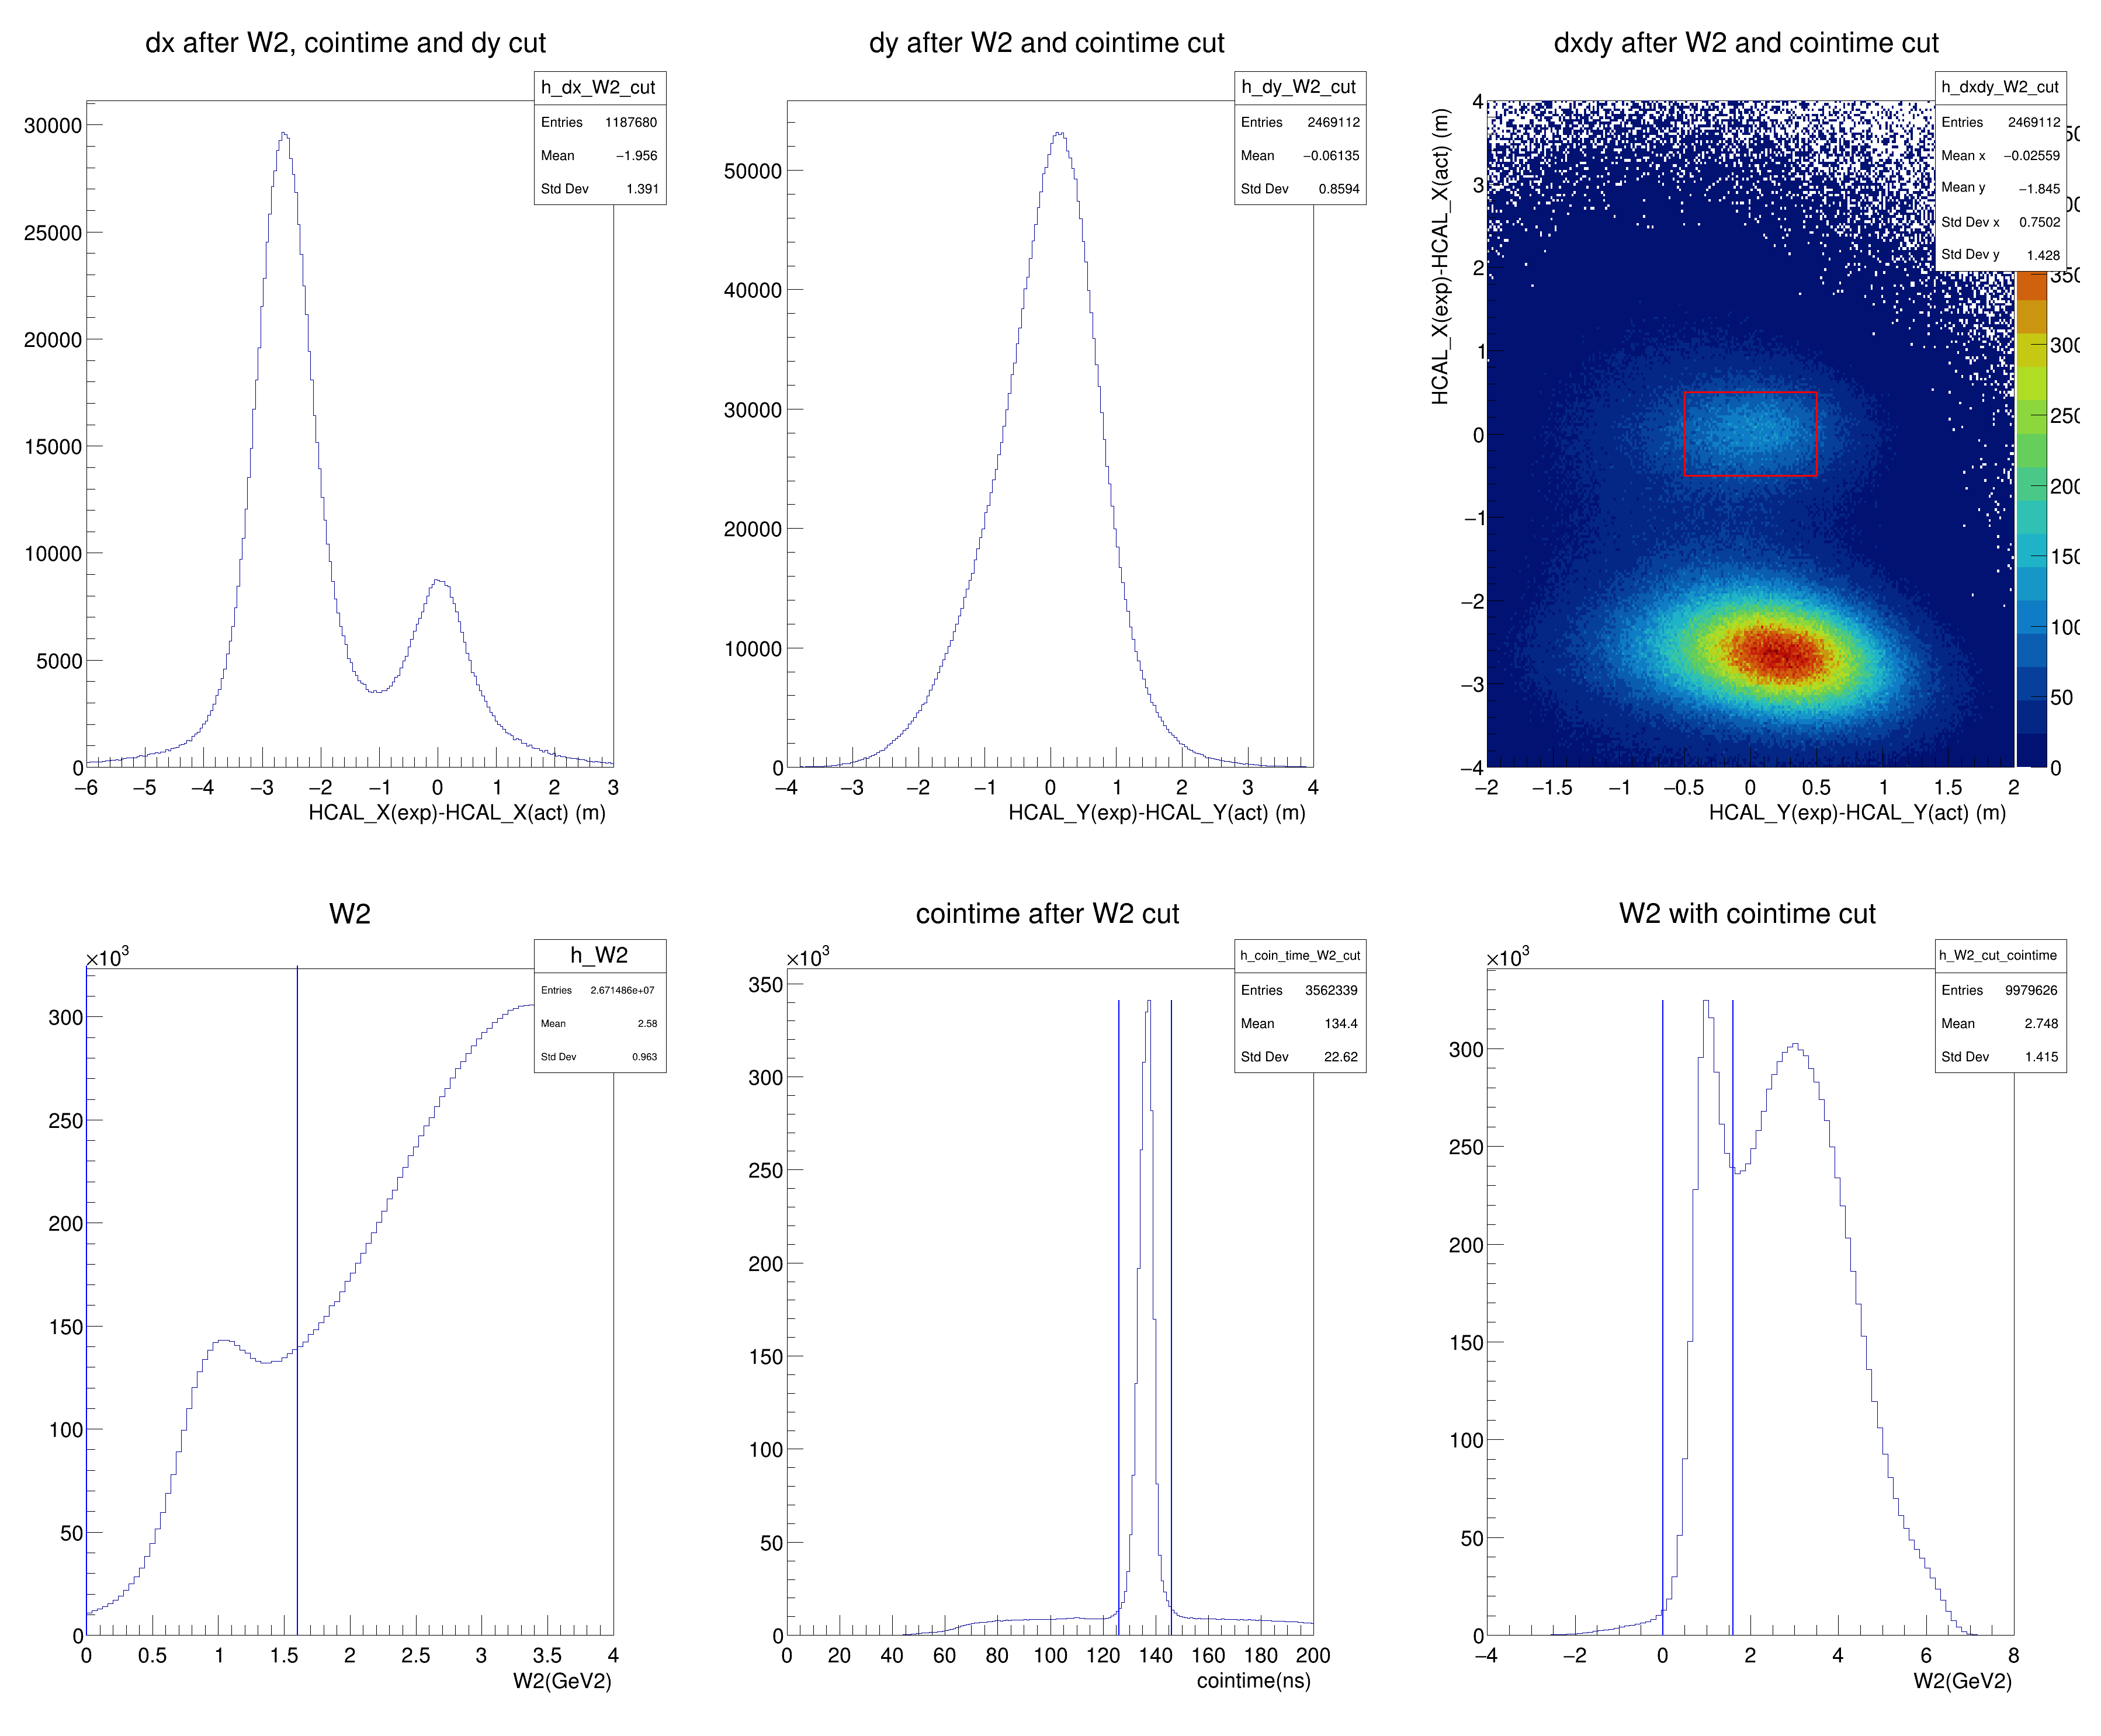 dx after W2, cointime and dy cut
h_dx_W2_cut
Entries 1187680
Mean −1.956
Std Dev 1.391
30000
25000
20000
15000
10000
5000
0
−6 −5 −4 −3 −2 −1 0 1 2 3
HCAL_X(exp)-HCAL_X(act) (m)
dy after W2 and cointime cut
h_dy_W2_cut
Entries 2469112
Mean −0.06135
Std Dev 0.8594
50000
40000
30000
20000
10000
0
−4 −3 −2 −1 0 1 2 3 4
HCAL_Y(exp)-HCAL_Y(act) (m)
dxdy after W2 and cointime cut
h_dxdy_W2_cut
Entries 2469112
Mean x −0.02559
Mean y −1.845
Std Dev x 0.7502
Std Dev y 1.428
HCAL_X(exp)-HCAL_X(act) (m)
4
3
2
1
0
−1
−2
−3
−4
350
300
250
200
150
100
50
0
−2 −1.5 −1 −0.5 0 0.5 1 1.5 2
HCAL_Y(exp)-HCAL_Y(act) (m)
W2
×10³
h_W2
Entries 2.671486e+07
Mean 2.58
Std Dev 0.963
300
250
200
150
100
50
0
0 0.5 1 1.5 2 2.5 3 3.5 4
W2(GeV2)
cointime after W2 cut
×10³
h_coin_time_W2_cut
Entries 3562339
Mean 134.4
Std Dev 22.62
350
300
250
200
150
100
50
0
0 20 40 60 80 100 120 140 160 180 200
cointime(ns)
W2 with cointime cut
×10³
h_W2_cut_cointime
Entries 9979626
Mean 2.748
Std Dev 1.415
300
250
200
150
100
50
0
−4 −2 0 2 4 6 8
W2(GeV2)